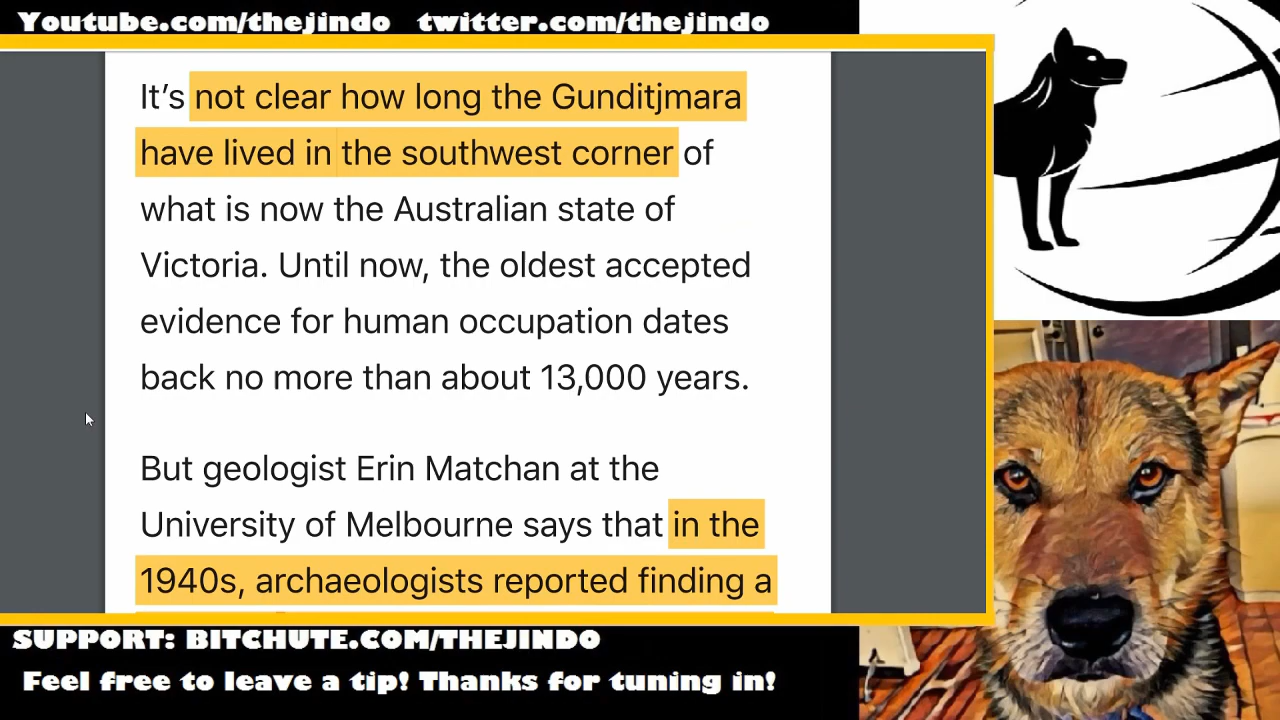 Youtube.com/thejindo twitter.com/thejindo
It’s not clear how long the Gunditjmara
have lived in the southwest corner of
what is now the Australian state of
Victoria. Until now, the oldest accepted
evidence for human occupation dates
back no more than about 13,000 years.
But geologist Erin Matchan at the
University of Melbourne says that in the
1940s, archaeologists reported finding a
SUPPORT: BITCHUTE.COM/THEJINDO
Feel free to leave a tip! Thanks for tuning in!